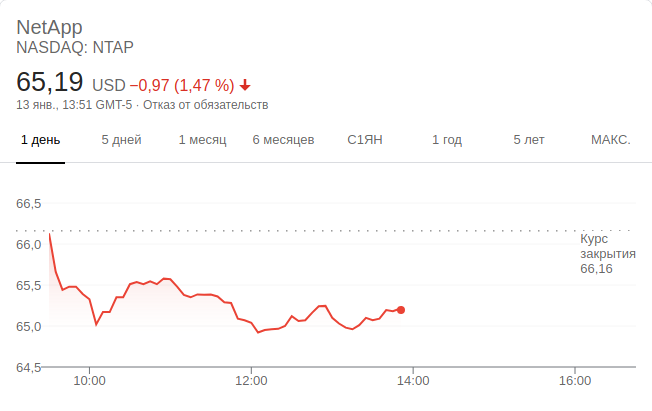 NetApp
NASDAQ: NTAP
65,19 USD −0,97 (1,47 %)
13 янв., 13:51 GMT-5 · Отказ от обязательств
1 день 5 дней 1 месяц 6 месяцев С1ЯН 1 год 5 лет МАКС.
66,5
Курс
66,0
закрытия
66,16
65,5
65,0
64,5
10:00 12:00 14:00 16:00